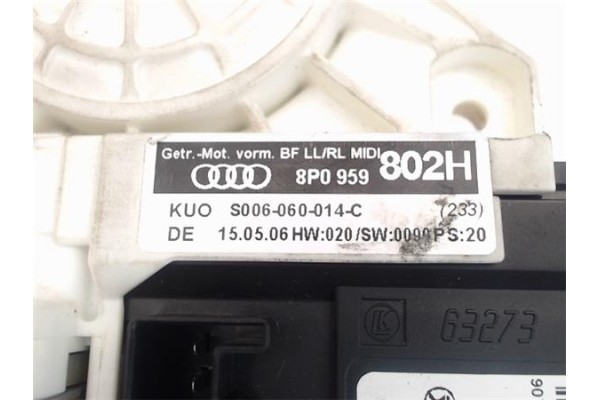 Getr.-Mot. vorm. BF LL/RL MIDI
8P0 959 802H
KUO S006-060-014-C (233)
DE 15.05.06 HW:020/SW:0090 PS:20
LK 63273